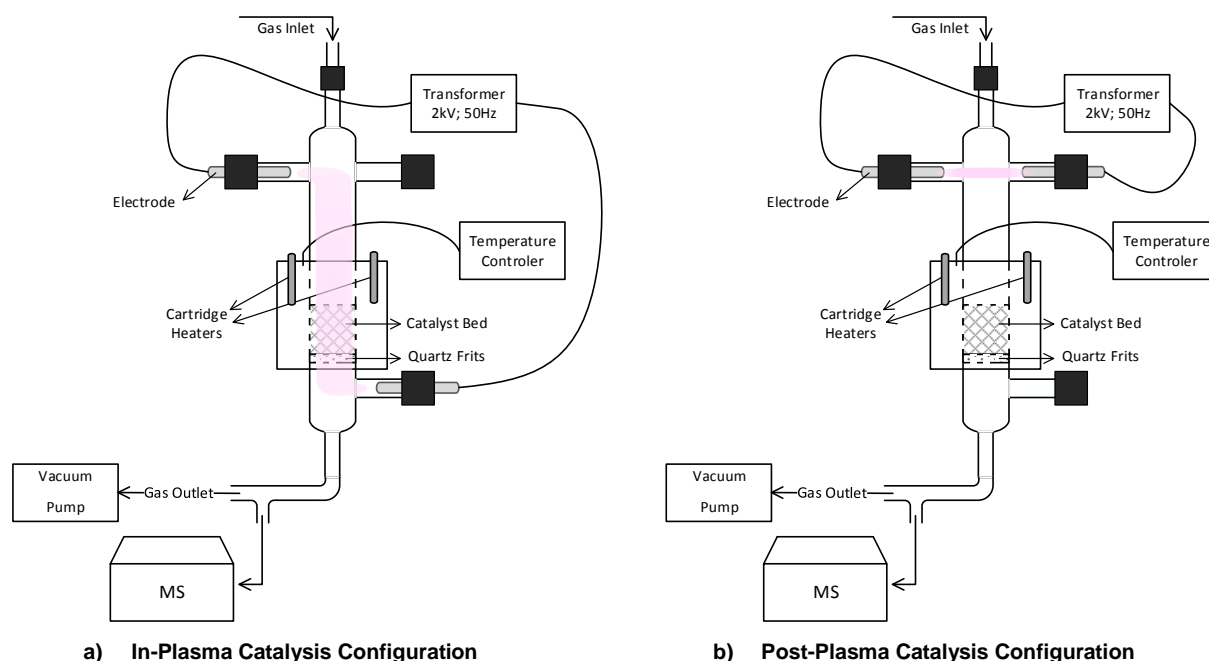 Gas Inlet
Transformer
2kV; 50Hz
Electrode
Temperature
Controler
Cartridge
Heaters
Catalyst Bed
Quartz Frits
Vacuum
Pump
Gas Outlet
MS
a) In-Plasma Catalysis Configuration
Gas Inlet
Transformer
2kV; 50Hz
Electrode
Temperature
Controler
Cartridge
Heaters
Catalyst Bed
Quartz Frits
Vacuum
Pump
Gas Outlet
MS
b) Post-Plasma Catalysis Configuration